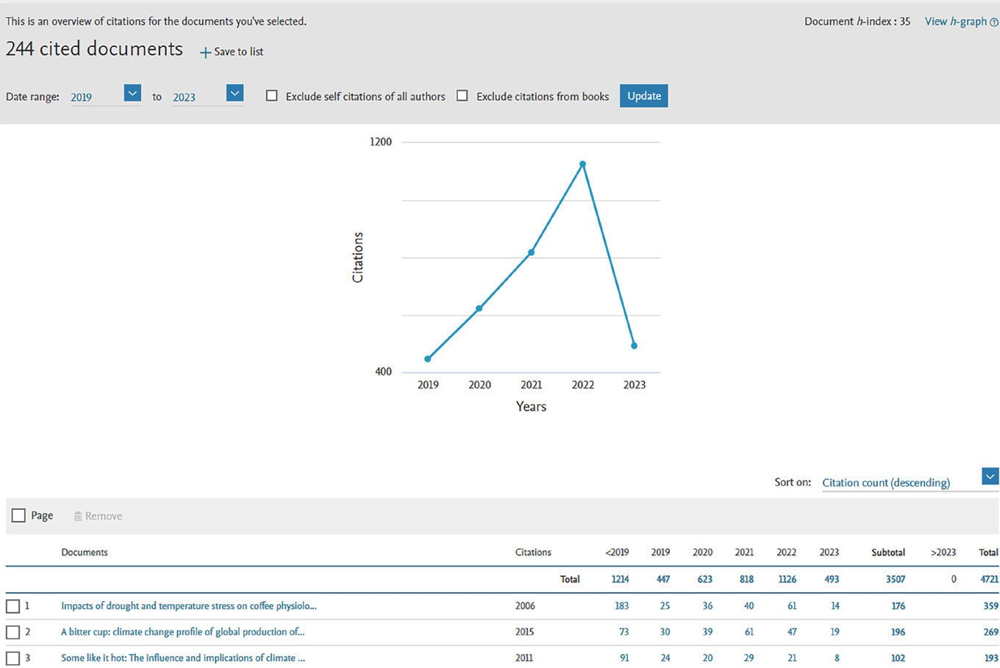 This is an overview of citations for the documents you've selected.
Document h-index : 35 View h-graph ?
244 cited documents + Save to list
Date range: 2019 to 2023 Exclude self citations of all authors Exclude citations from books Update
1200
Citations
400
2019 2020 2021 2022 2023
Years
Sort on: Citation count (descending)
Page Remove
Documents Citations <2019 2019 2020 2021 2022 2023 Subtotal >2023 Total
Total 1214 447 623 818 1126 493 3507 0 4721
1 Impacts of drought and temperature stress on coffee physiolo... 2006 183 25 36 40 61 14 176 359
2 A bitter cup: climate change profile of global production of... 2015 73 30 39 61 47 19 196 269
3 Some like it hot: The influence and implications of climate ... 2011 91 24 20 29 21 8 102 193